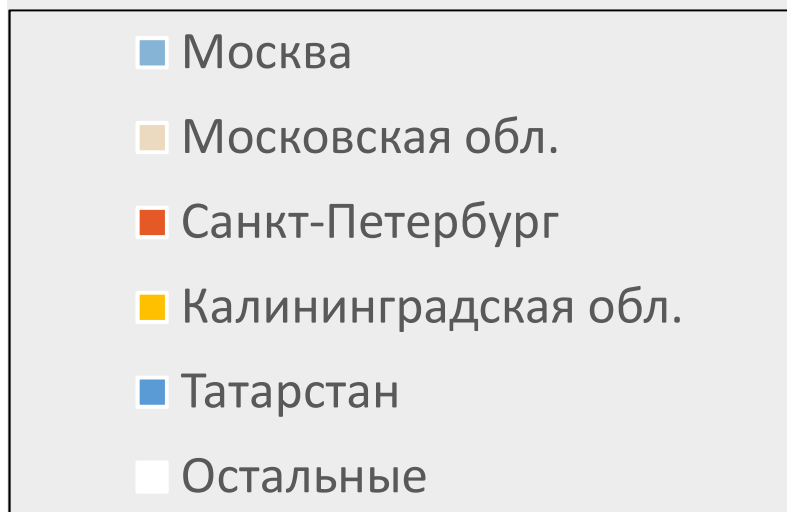 Москва
Московская обл.
Санкт-Петербург
Калининградская обл.
Татарстан
Остальные